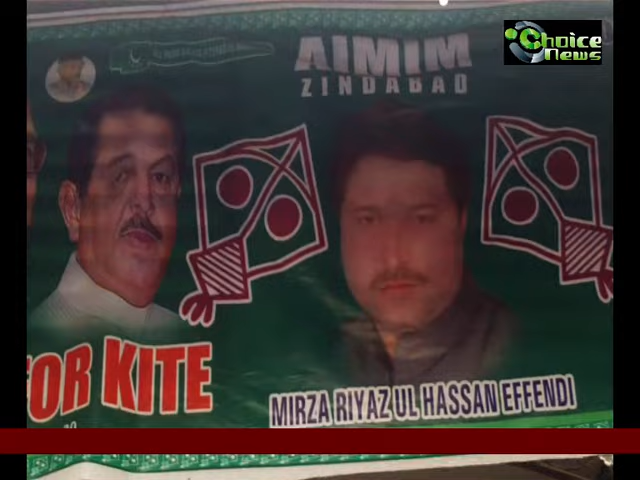 AIMIM
ZINDABAD
Choice
News
FOR KITE
MIRZA RIYAZ UL HASSAN EFFENDI